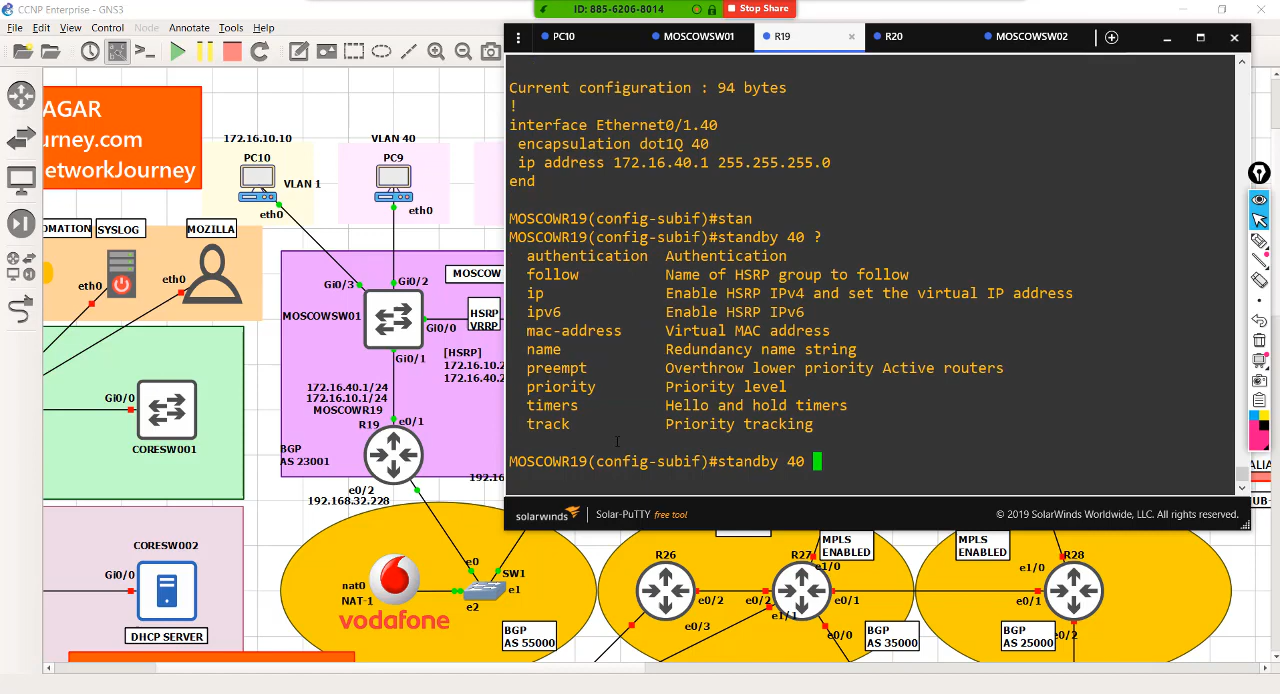 CCNP Enterprise - GNS3
ID: 885-6206-8014
Stop Share
File Edit View Control Node Annotate Tools Help
PC10
MOSCOWSW01
R19
R20
MOSCOWSW02
Current configuration : 94 bytes
!
interface Ethernet0/1.40
encapsulation dot1Q 40
ip address 172.16.40.1 255.255.255.0
end
MOSCOWR19(config-subif)#stan
MOSCOWR19(config-subif)#standby 40 ?
authentication Authentication
follow Name of HSRP group to follow
ip Enable HSRP IPv4 and set the virtual IP address
ipv6 Enable HSRP IPv6
mac-address Virtual MAC address
name Redundancy name string
preempt Overthrow lower priority Active routers
priority Priority level
timers Hello and hold timers
track Priority tracking
MOSCOWR19(config-subif)#standby 40
solarwinds
Solar-PuTTY free tool
© 2019 SolarWinds Worldwide, LLC. All rights reserved.
AGAR
urney.com
etworkJourney
172.16.10.10
PC10
VLAN 1
eth0
VLAN 40
PC9
eth0
OMATION
SYSLOG
MOZILLA
eth0
eth0
MOSCOW
Gi0/3
Gi0/2
MOSCOWSW01
Gi0/0
HSRP
VRRP
Gi0/1
[HSRP]
172.16.10.2
172.16.40.2
172.16.40.1/24
172.16.10.1/24
MOSCOWR19
R19
e0/1
BGP
AS 23001
e0/2
192.168.32.228
192.16
Gi0/0
CORESW001
CORESW002
Gi0/0
DHCP SERVER
nat0
NAT-1
vodafone
e0
SW1
e1
e2
BGP
AS 55000
R26
e0/2
e0/3
R27
e1/0
e0/2
e1/1
e0/1
e0/0
MPLS
ENABLED
BGP
AS 35000
MPLS
ENABLED
R28
e1/0
e0/1
e0/2
BGP
AS 25000